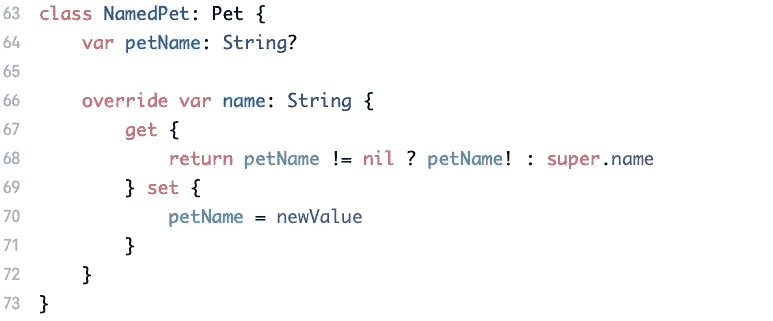 63 class NamedPet: Pet {
64     var petName: String?
65
66     override var name: String {
67         get {
68             return petName != nil ? petName! : super.name
69         } set {
70             petName = newValue
71         }
72     }
73 }